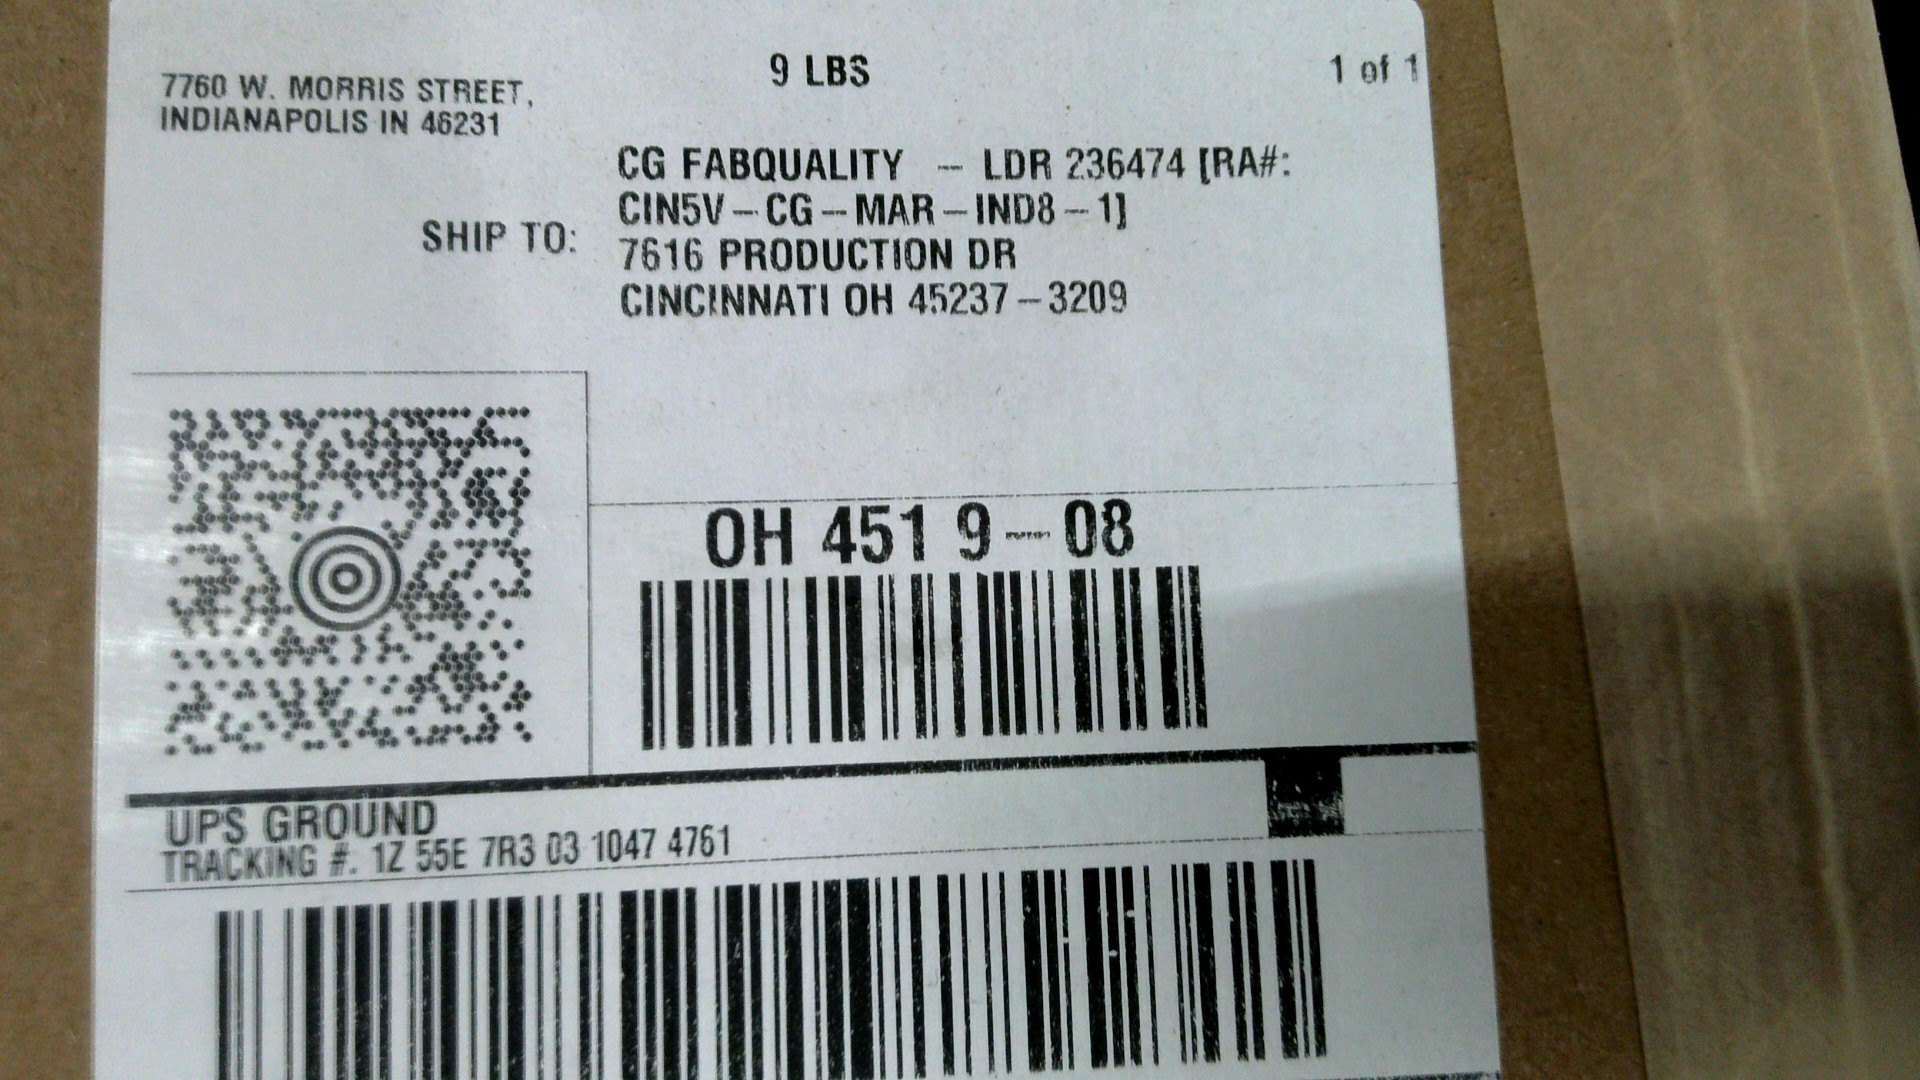 7760 W. MORRIS STREET,
INDIANAPOLIS IN 46231
9 LBS
1 of 1
SHIP TO:
CG FABQUALITY – LDR 236474 [RA#:
CIN5V–CG–MAR–IND8–1]
7616 PRODUCTION DR
CINCINNATI OH 45237–3209
OH 451 9–08
UPS GROUND
TRACKING #. 1Z 55E 7R3 03 1047 4761